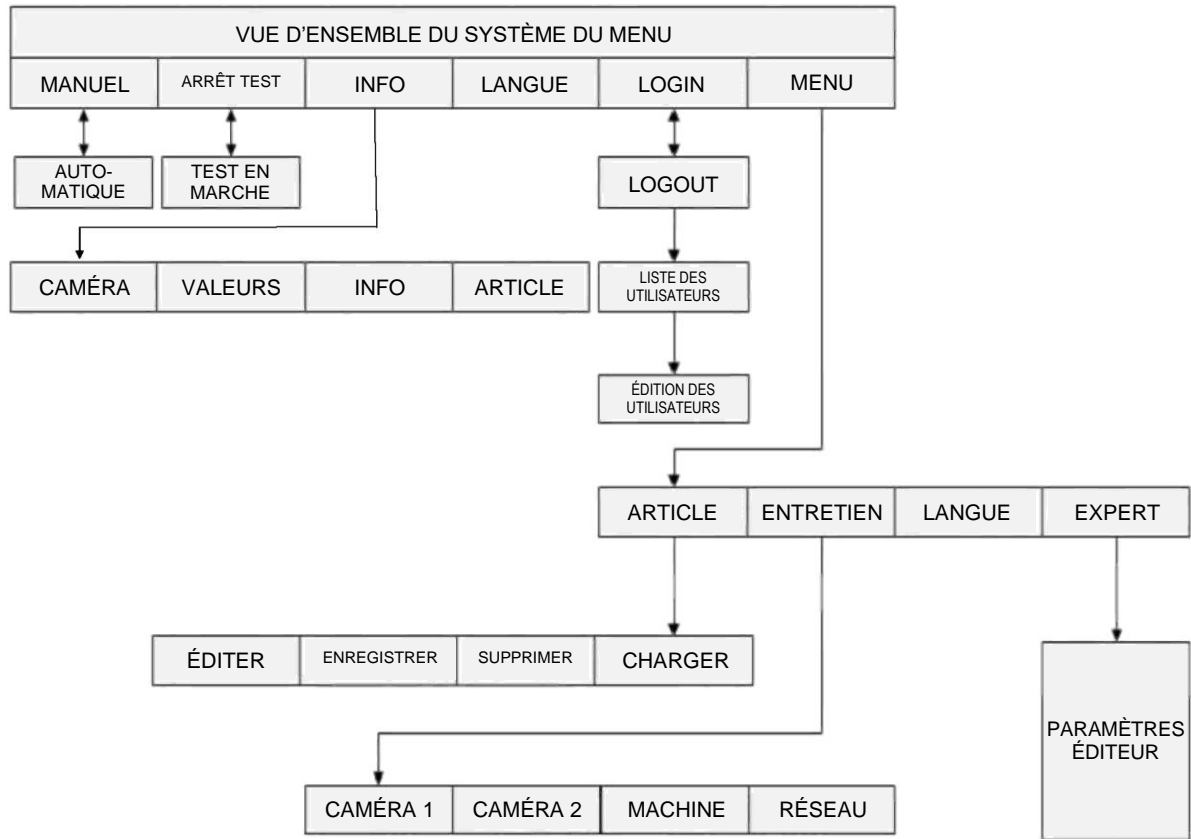 VUE D'ENSEMBLE DU SYSTÈME DU MENU
MANUEL
ARRÊT TEST
INFO
LANGUE
LOGIN
MENU
AUTO-
MATIQUE
TEST EN
MARCHE
LOGOUT
CAMÉRA
VALEURS
INFO
ARTICLE
LISTE DES
UTILISATEURS
ÉDITION DES
UTILISATEURS
ARTICLE
ENTRETIEN
LANGUE
EXPERT
ÉDITER
ENREGISTRER
SUPPRIMER
CHARGER
PARAMÈTRES
ÉDITEUR
CAMÉRA 1
CAMÉRA 2
MACHINE
RÉSEAU